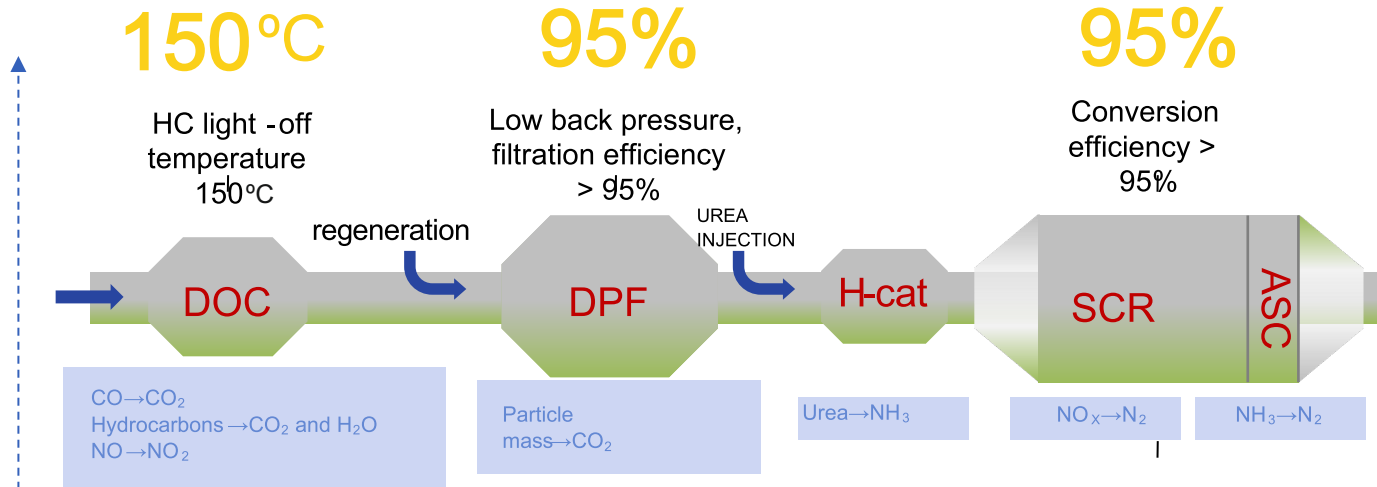 150°C
95%
95%
HC light -off
temperature
150°C
Low back pressure,
filtration efficiency
> 95%
Conversion
efficiency >
95%
regeneration
UREA
INJECTION
DOC
DPF
H-cat
SCR
ASC
CO→CO₂
Hydrocarbons→CO₂ and H₂O
NO→NO₂
Particle
mass→CO₂
Urea→NH₃
NOₓ→N₂
NH₃→N₂